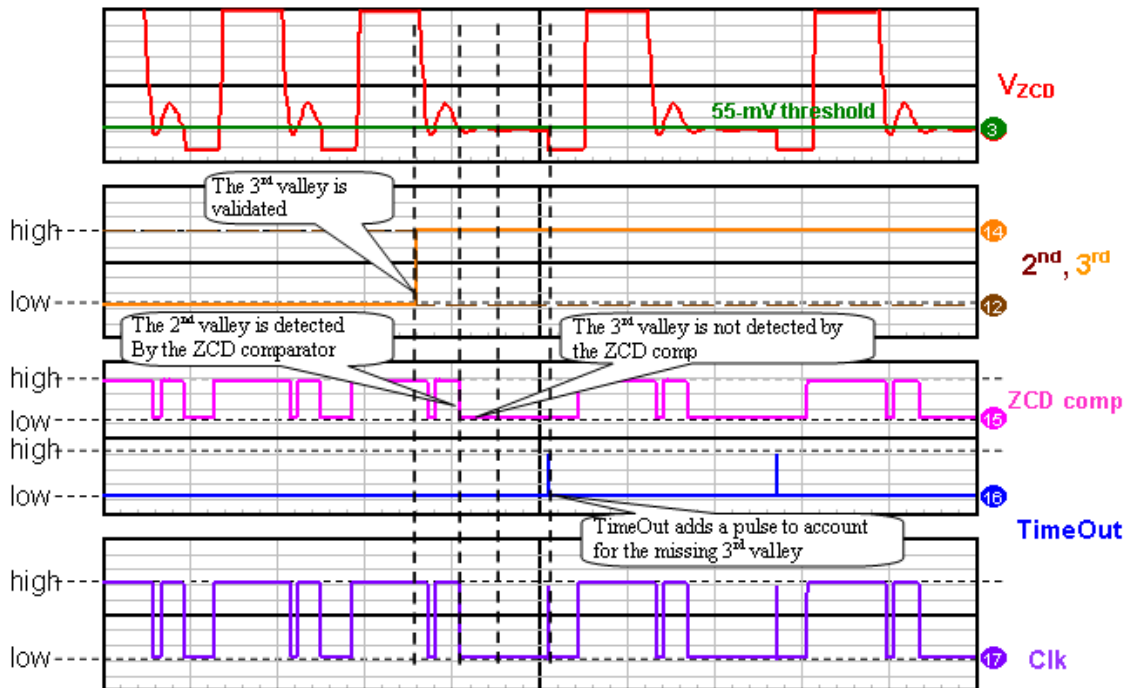 V_ZCD
55-mV threshold
3
The 3rd valley is
validated
high
14
2nd, 3rd
low
12
The 2nd valley is detected
By the ZCD comparator
The 3rd valley is not detected by
the ZCD comp
high
ZCD comp
low
15
high
low
16
TimeOut adds a pulse to account
for the missing 3rd valley
TimeOut
high
low
17
Clk